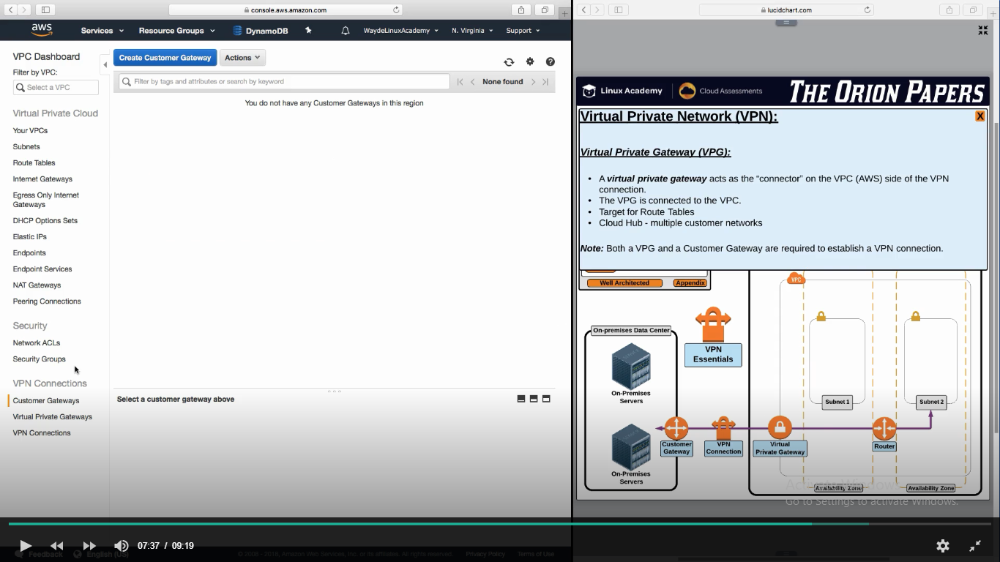 console.aws.amazon.com
aws
Services
Resource Groups
DynamoDB
WaydeLinuxAcademy
N. Virginia
Support
VPC Dashboard
Filter by VPC:
Select a VPC
Virtual Private Cloud
Your VPCs
Subnets
Route Tables
Internet Gateways
Egress Only Internet
Gateways
DHCP Options Sets
Elastic IPs
Endpoints
Endpoint Services
NAT Gateways
Peering Connections
Security
Network ACLs
Security Groups
VPN Connections
Customer Gateways
Virtual Private Gateways
VPN Connections
Create Customer Gateway
Actions
Filter by tags and attributes or search by keyword
None found
You do not have any Customer Gateways in this region
Select a customer gateway above
lucidchart.com
Linux Academy
Cloud Assessments
THE ORION PAPERS
Virtual Private Network (VPN):
X
Virtual Private Gateway (VPG):
• A virtual private gateway acts as the “connector” on the VPC (AWS) side of the VPN
connection.
• The VPG is connected to the VPC.
• Target for Route Tables
• Cloud Hub - multiple customer networks
Note: Both a VPG and a Customer Gateway are required to establish a VPN connection.
Well Architected
Appendix
VPC
On-premises Data Center
VPN
Essentials
On-Premises
Servers
Subnet 1
Subnet 2
Customer
Gateway
VPN
Connection
Virtual
Private Gateway
Router
On-Premises
Servers
Availability Zone
Availability Zone
Activate Windows
Go to Settings to activate Windows.
07:37 / 09:19
Feedback
English (US)
© 2008 - 2018, Amazon Web Services, Inc. or its affiliates. All rights reserved.
Privacy Policy
Terms of Use